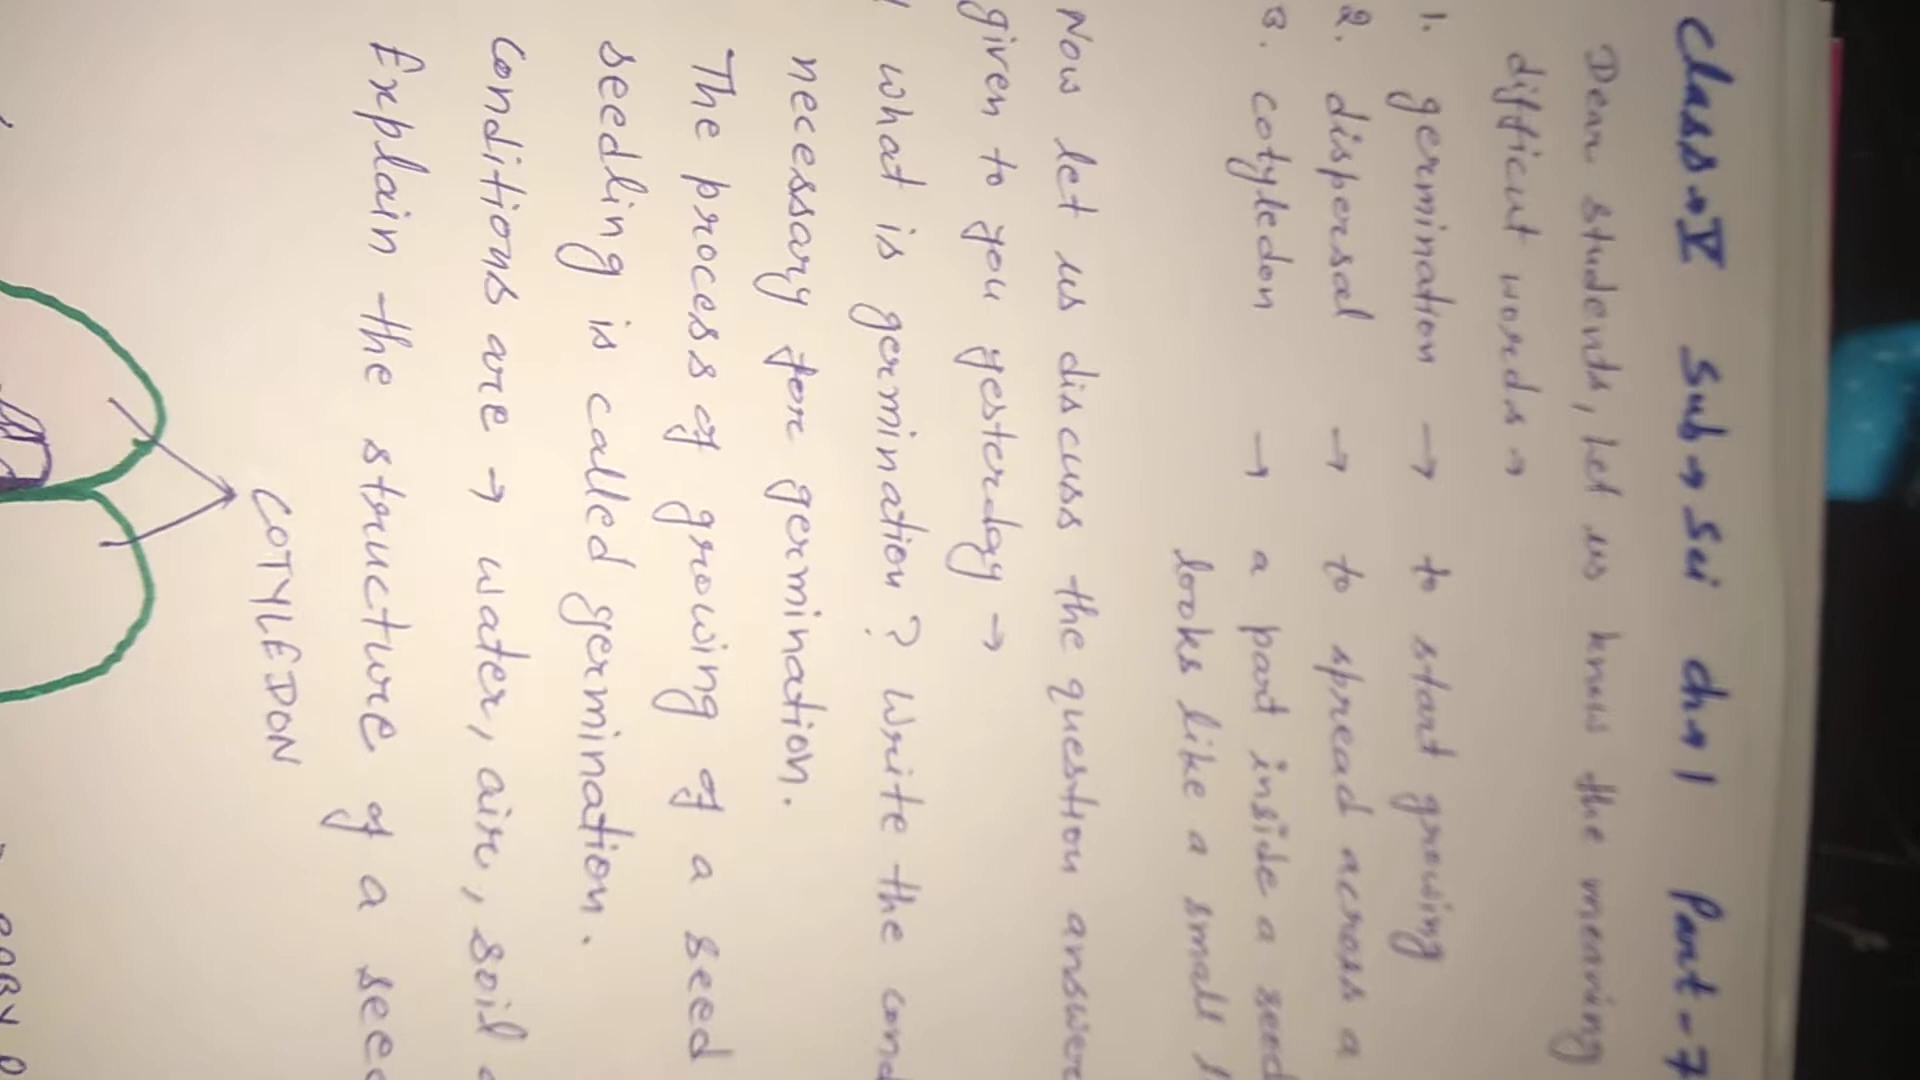 Class → V Sub → Sci ch → 1 Part - 7
Dear students, let us know the meaning
difficut words →
1. germination → to start growing
2. dispersal → to spread across a
3. cotyledon → a part inside a seed
looks like a small
Now let us discuss the question answer
given to you yesterday →
what is germination? Write the cond
necessary for germination.
The process of growing of a seed
seedling is called germination.
Conditions are → water, air, soil
Explain the structure of a see
COTYLEDON